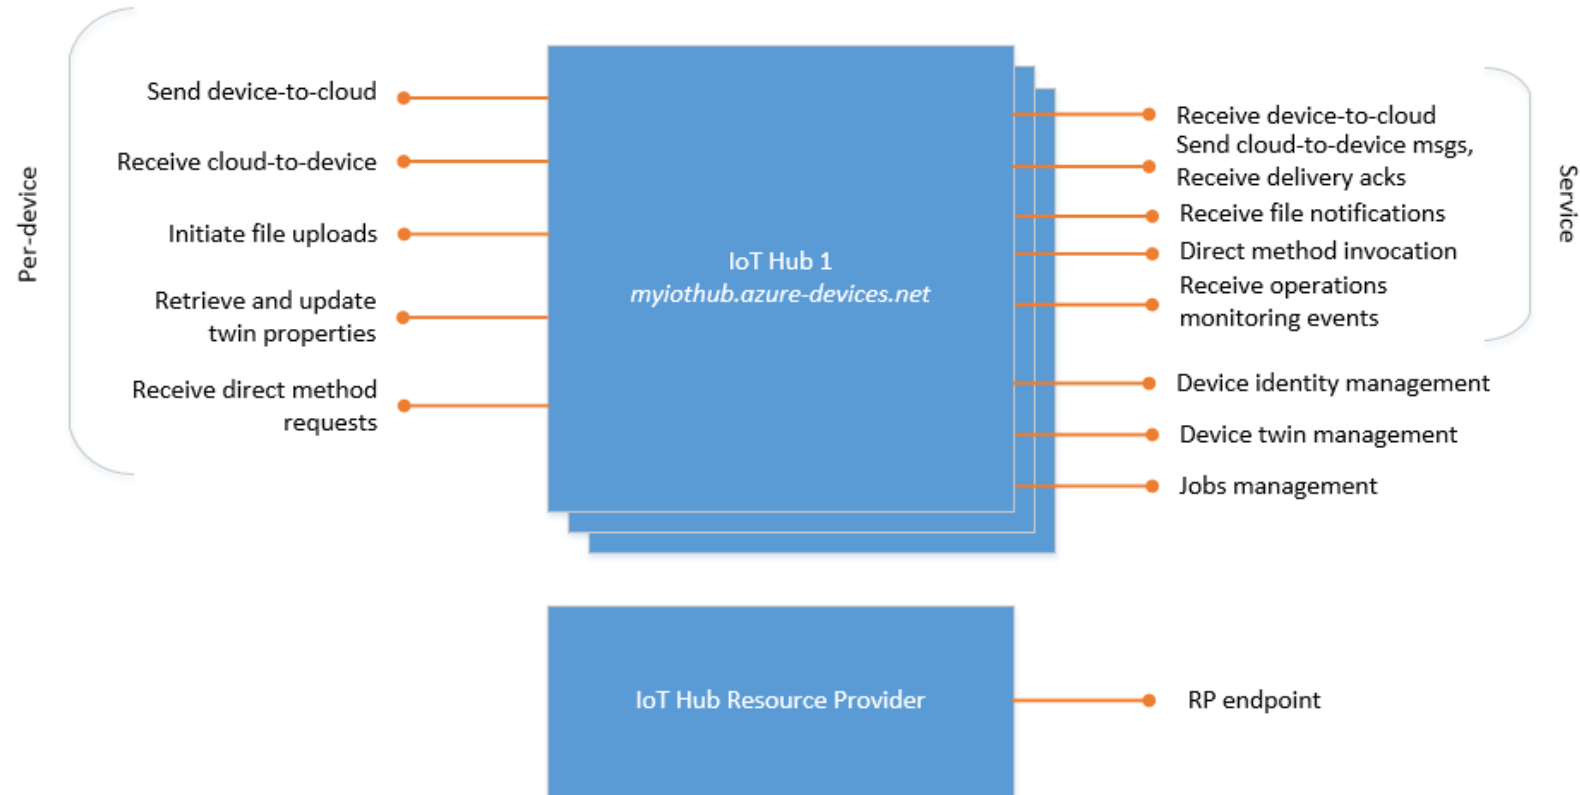 Per-device
Send device-to-cloud
Receive cloud-to-device
Initiate file uploads
Retrieve and update
twin properties
Receive direct method
requests
IoT Hub 1
myiothub.azure-devices.net
Receive device-to-cloud
Send cloud-to-device msgs,
Receive delivery acks
Receive file notifications
Direct method invocation
Receive operations
monitoring events
Service
Device identity management
Device twin management
Jobs management
IoT Hub Resource Provider
RP endpoint